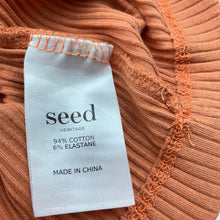 seed
HERITAGE
94% COTTON
6% ELASTANE
MADE IN CHINA